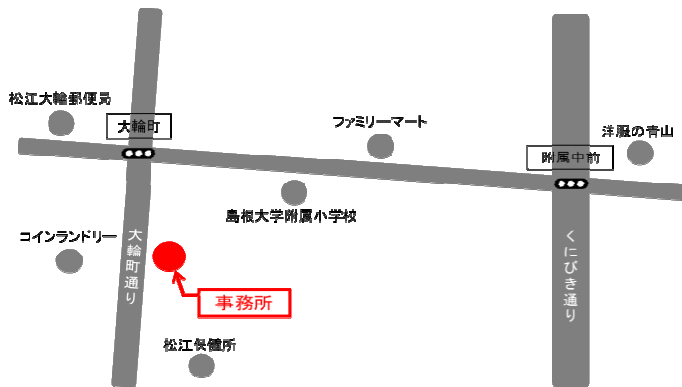 松江大輪郵便局
大輪町
ファミリーマート
洋服の青山
附属中前
島根大学附属小学校
コインランドリー
大輪町通り
くにびき通り
事務所
松江保健所